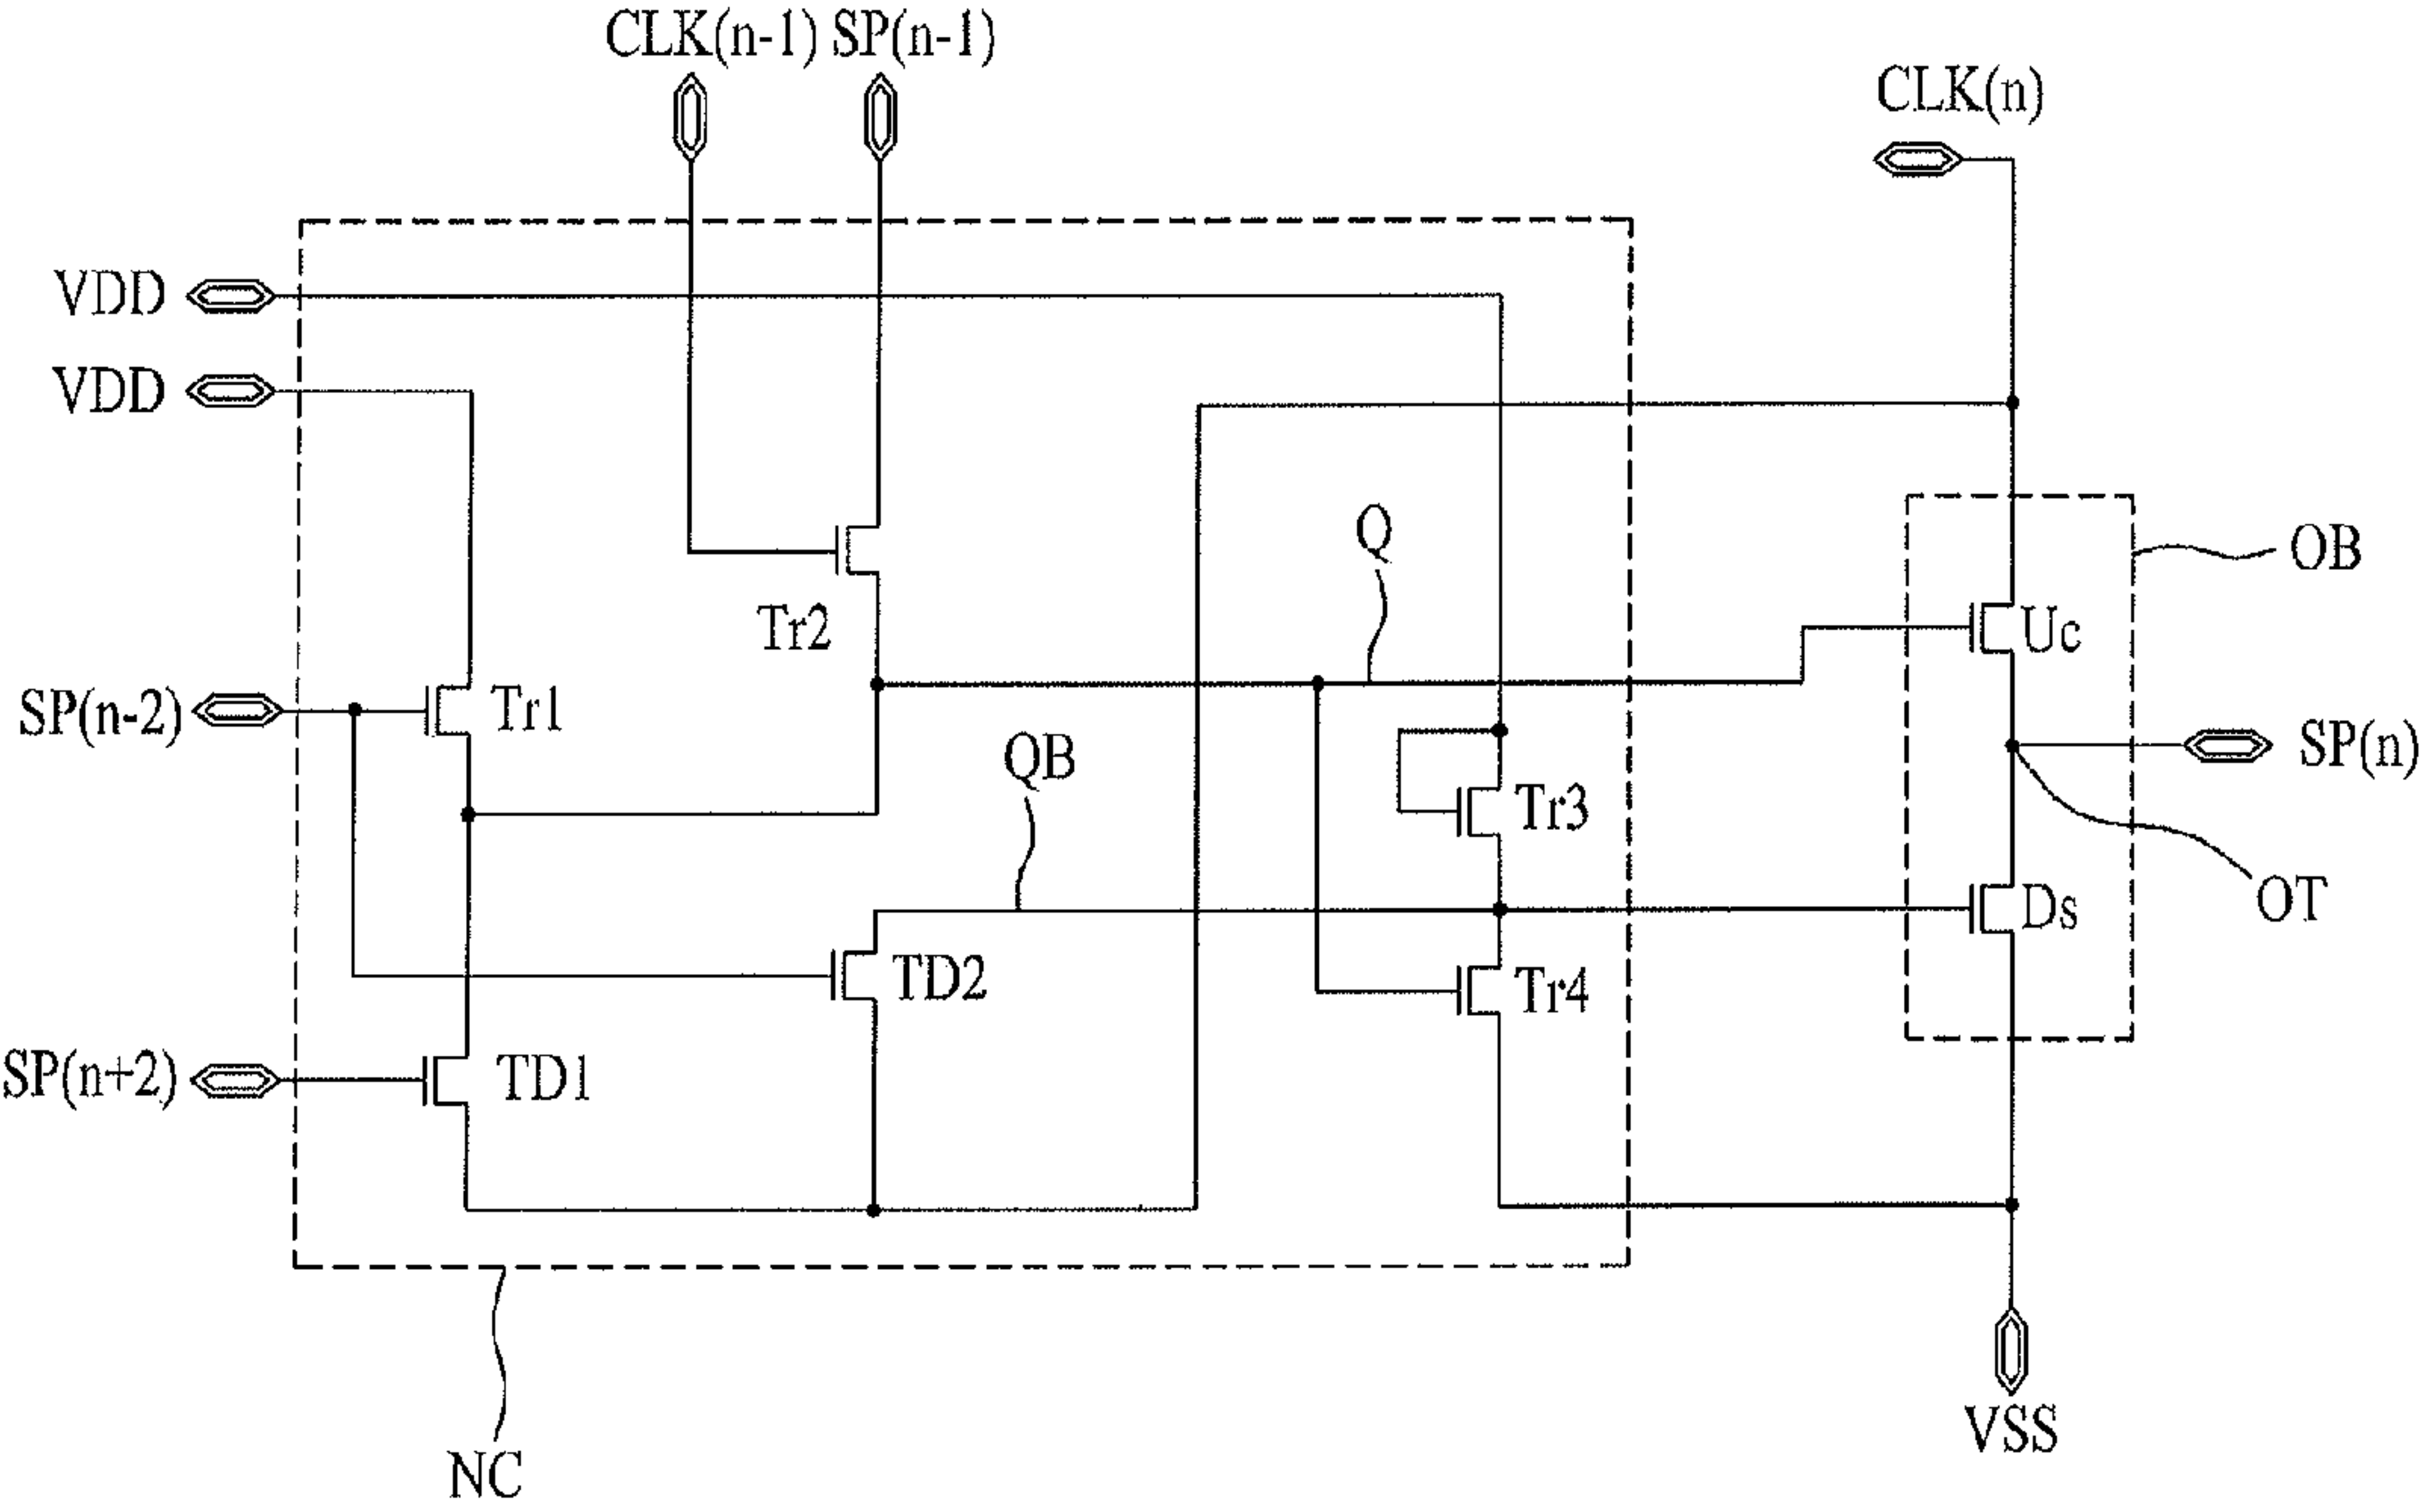 CLK(n-1) SP(n-1)
CLK(n)
VDD
VDD
Q
OB
Tr2
Uc
SP(n-2)
Tr1
QB
SP(n)
Tr3
OT
Ds
TD2
Tr4
SP(n+2)
TD1
VSS
NC